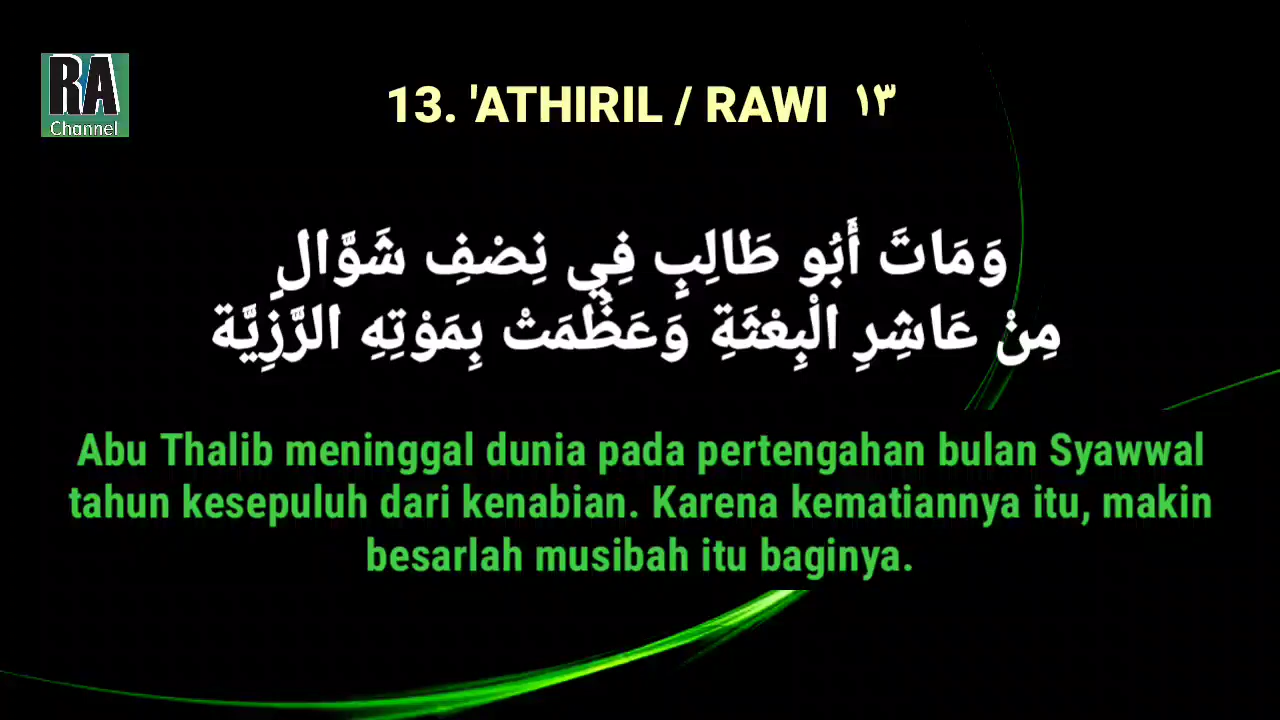 RA
Channel
13. 'ATHIRIL / RAWI ١٣
وَمَاتَ أَبُو طَالِبٍ فِي نِصْفِ شَوَّالٍ
مِنْ عَاشِرِ الْبِعْثَةِ وَعَظُمَتْ بِمَوْتِهِ الرَّزِيَّة
Abu Thalib meninggal dunia pada pertengahan bulan Syawwal
tahun kesepuluh dari kenabian. Karena kematiannya itu, makin
besarlah musibah itu baginya.